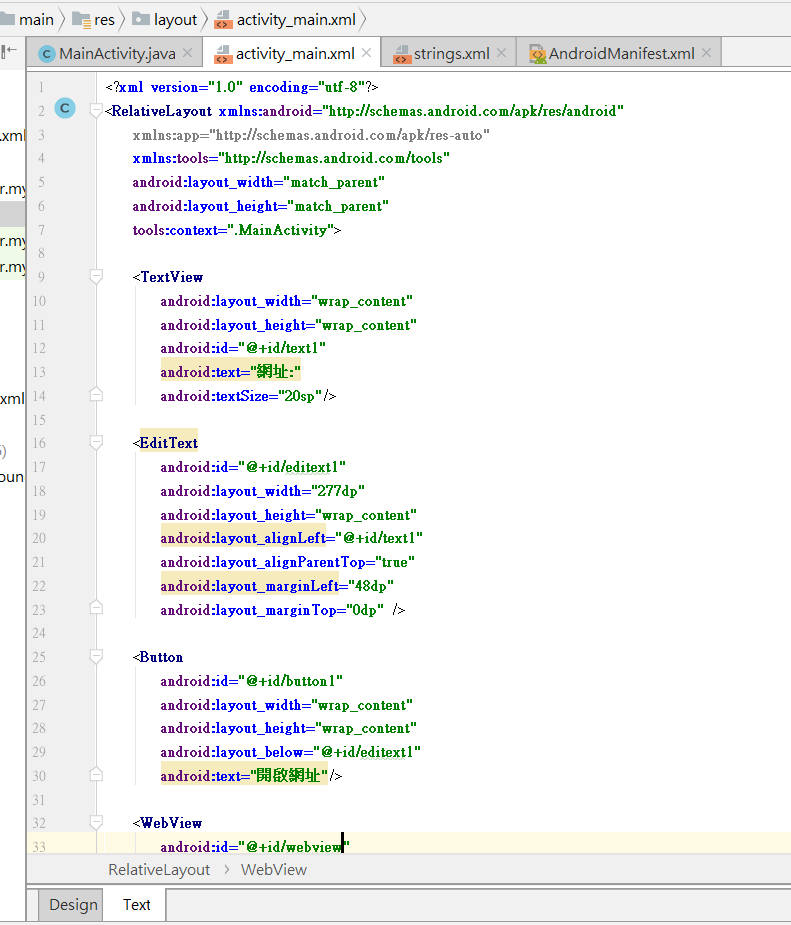 main res layout activity_main.xml
MainActivity.java activity_main.xml strings.xml AndroidManifest.xml
1 <?xml version="1.0" encoding="utf-8"?>
C 2 <RelativeLayout xmlns:android="http://schemas.android.com/apk/res/android"
3 xmlns:app="http://schemas.android.com/apk/res-auto"
.xml
4 xmlns:tools="http://schemas.android.com/tools"
5 android:layout_width="match_parent"
r.my
6 android:layout_height="match_parent"
7 tools:context=".MainActivity">
r.my
8
r.my
9 <TextView
10 android:layout_width="wrap_content"
11 android:layout_height="wrap_content"
12 android:id="@+id/text1"
13 android:text="網址:"
xml
14 android:textSize="20sp"/>
15
16 <EditText
17 android:id="@+id/editext1"
oun
18 android:layout_width="277dp"
19 android:layout_height="wrap_content"
20 android:layout_alignLeft="@+id/text1"
21 android:layout_alignParentTop="true"
22 android:layout_marginLeft="48dp"
23 android:layout_marginTop="0dp" />
24
25 <Button
26 android:id="@+id/button1"
27 android:layout_width="wrap_content"
28 android:layout_height="wrap_content"
29 android:layout_below="@+id/editext1"
30 android:text="開啟網址"/>
31
32 <WebView
33 android:id="@+id/webview"
RelativeLayout WebView
Design Text